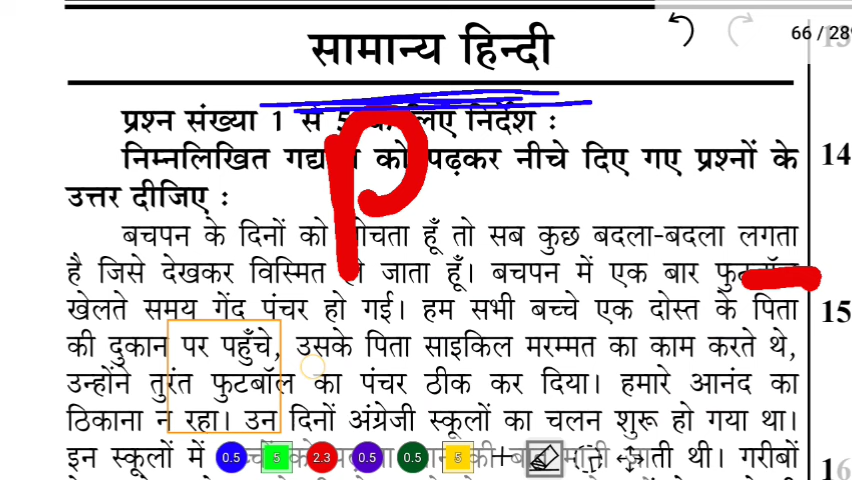 66 / 289
सामान्य हिन्दी
प्रश्न संख्या 1 से 5 के लिए निर्देश :
निम्नलिखित को पढ़कर नीचे दिए गए प्रश्नों के
14
उत्तर दीजिए :
बचपन के दिनों को हूँ तो सब कुछ बदला-बदला लगता
है जिसे देखकर विस्मित जाता हूँ। बचपन में एक बार
खेलते समय गेंद पंचर हो गई। हम सभी बच्चे एक दोस्त के पिता
15
की दुकान पर पहुँचे, उसके पिता साइकिल मरम्मत का काम करते थे,
उन्होंने तुरंत फुटबॉल का पंचर ठीक कर दिया। हमारे आनंद का
ठिकाना न रहा। उन दिनों अंग्रेजी स्कूलों का चलन शुरू हो गया था।
इन स्कूलों में थी। गरीबों
16
P
0.5 5 2.3 0.5 0.5 5